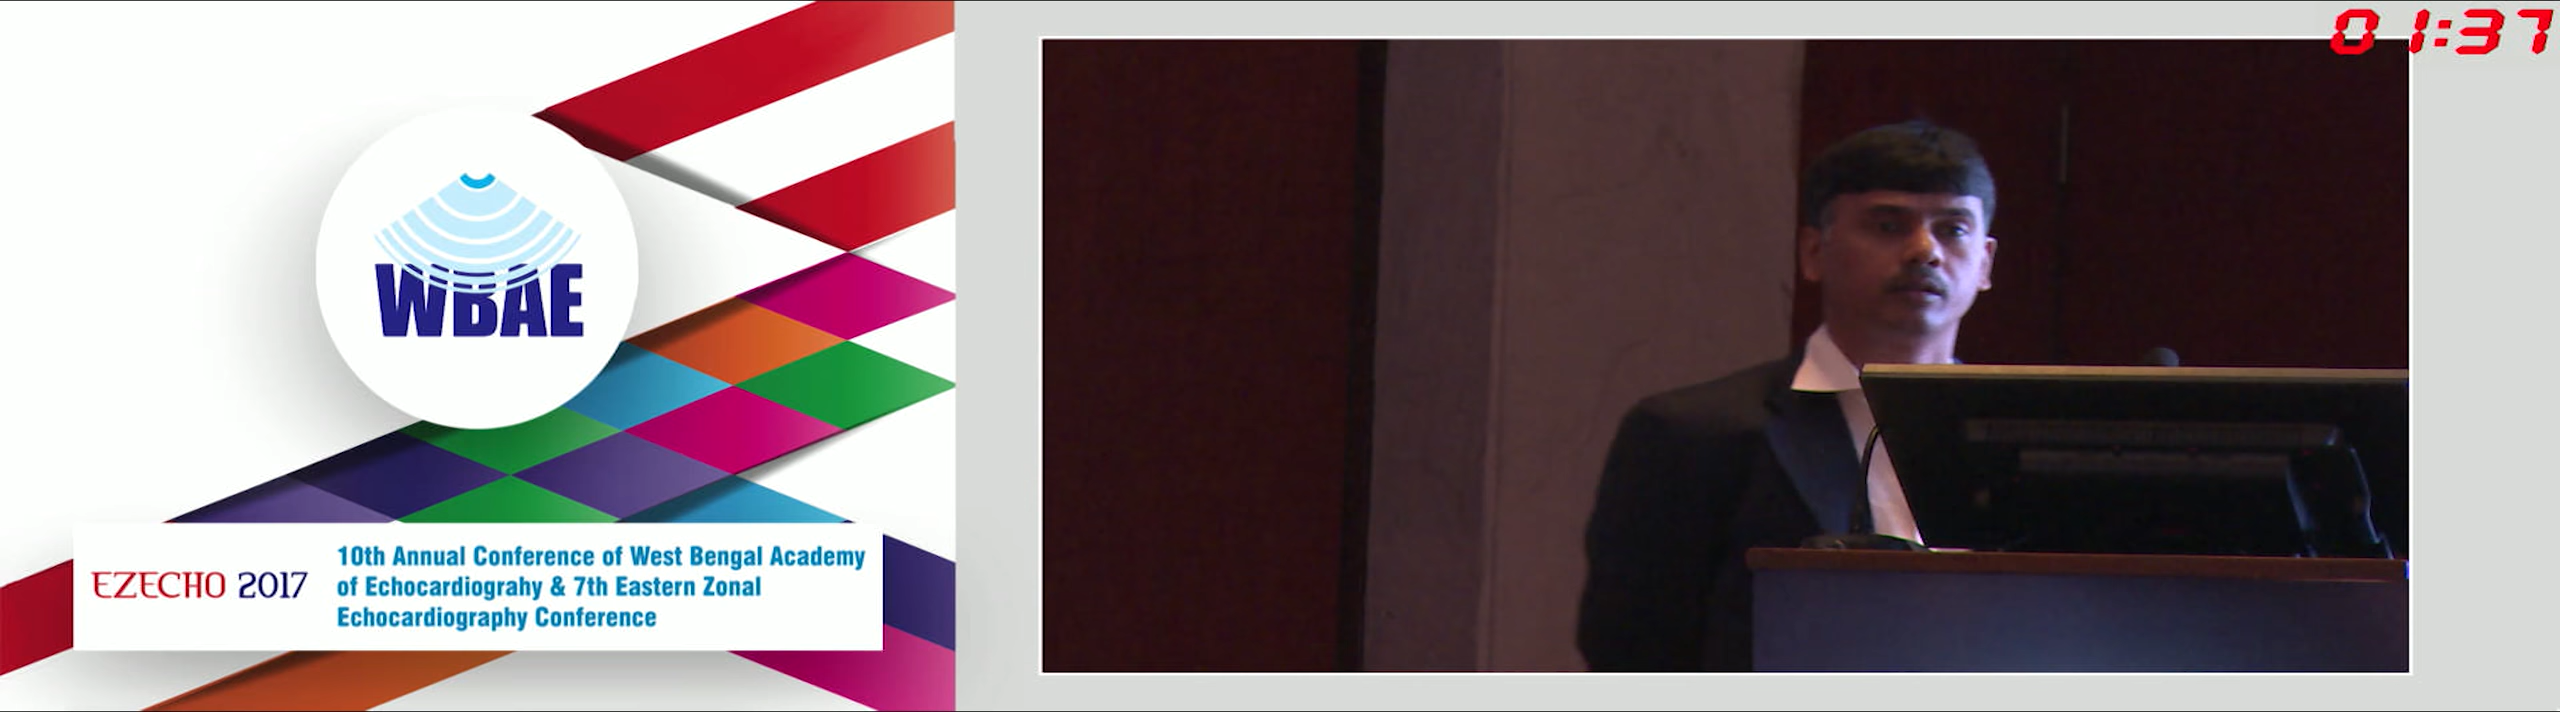 WBAE
EZECHO 2017
10th Annual Conference of West Bengal Academy
of Echocardiograhy & 7th Eastern Zonal
Echocardiography Conference
01:37